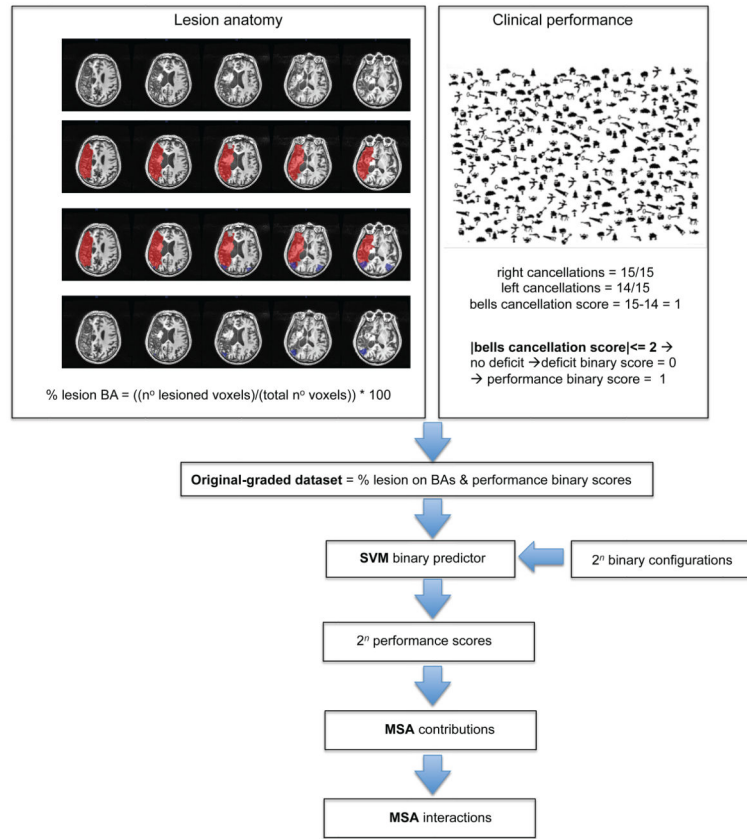 Lesion anatomy
% lesion BA = ((nº lesioned voxels)/(total nº voxels)) * 100
Clinical performance
right cancellations = 15/15
left cancellations = 14/15
bells cancellation score = 15-14 = 1
|bells cancellation score|<= 2 →
no deficit →deficit binary score = 0
→ performance binary score = 1
Original-graded dataset = % lesion on BAs & performance binary scores
SVM binary predictor
2ⁿ binary configurations
2ⁿ performance scores
MSA contributions
MSA interactions